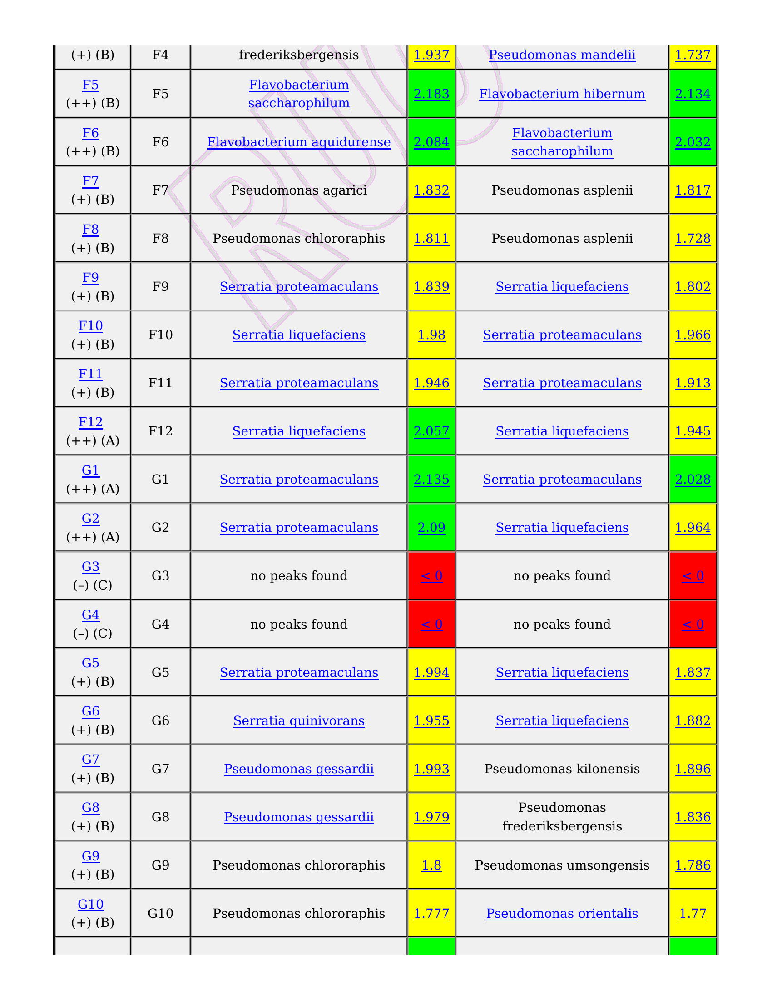 (+) (B) F4 frederiksbergensis 1.937 Pseudomonas mandelii 1.737
F5
(++) (B)
F5
Flavobacterium
saccharophilum
2.183
Flavobacterium hibernum
2.134
F6
(++) (B)
F6
Flavobacterium aquidurense
2.084
Flavobacterium
saccharophilum
2.032
F7
(+) (B)
F7
Pseudomonas agarici
1.832
Pseudomonas asplenii
1.817
F8
(+) (B)
F8
Pseudomonas chlororaphis
1.811
Pseudomonas asplenii
1.728
F9
(+) (B)
F9
Serratia proteamaculans
1.839
Serratia liquefaciens
1.802
F10
(+) (B)
F10
Serratia liquefaciens
1.98
Serratia proteamaculans
1.966
F11
(+) (B)
F11
Serratia proteamaculans
1.946
Serratia proteamaculans
1.913
F12
(++) (A)
F12
Serratia liquefaciens
2.057
Serratia liquefaciens
1.945
G1
(++) (A)
G1
Serratia proteamaculans
2.135
Serratia proteamaculans
2.028
G2
(++) (A)
G2
Serratia proteamaculans
2.09
Serratia liquefaciens
1.964
G3
(–) (C)
G3
no peaks found
< 0
no peaks found
< 0
G4
(–) (C)
G4
no peaks found
< 0
no peaks found
< 0
G5
(+) (B)
G5
Serratia proteamaculans
1.994
Serratia liquefaciens
1.837
G6
(+) (B)
G6
Serratia quinivorans
1.955
Serratia liquefaciens
1.882
G7
(+) (B)
G7
Pseudomonas gessardii
1.993
Pseudomonas kilonensis
1.896
G8
(+) (B)
G8
Pseudomonas gessardii
1.979
Pseudomonas
frederiksbergensis
1.836
G9
(+) (B)
G9
Pseudomonas chlororaphis
1.8
Pseudomonas umsongensis
1.786
G10
(+) (B)
G10
Pseudomonas chlororaphis
1.777
Pseudomonas orientalis
1.77